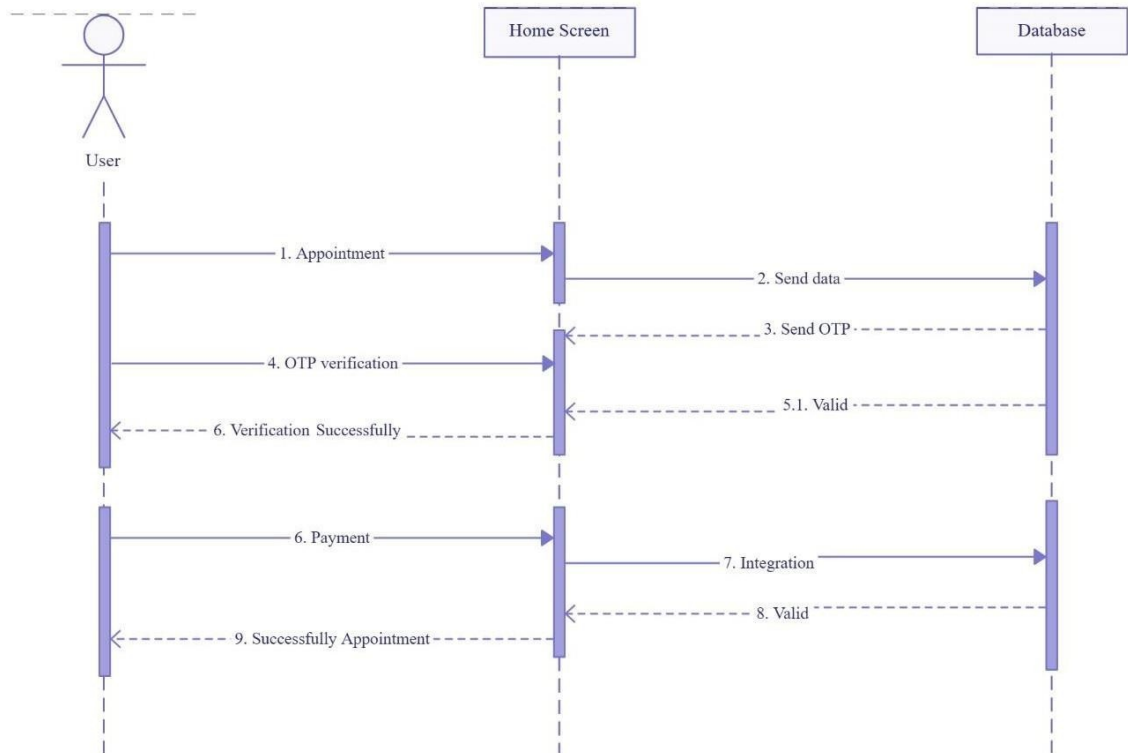 Home Screen
Database
User
1. Appointment
2. Send data
3. Send OTP
4. OTP verification
5.1. Valid
6. Verification Successfully
6. Payment
7. Integration
8. Valid
9. Successfully Appointment